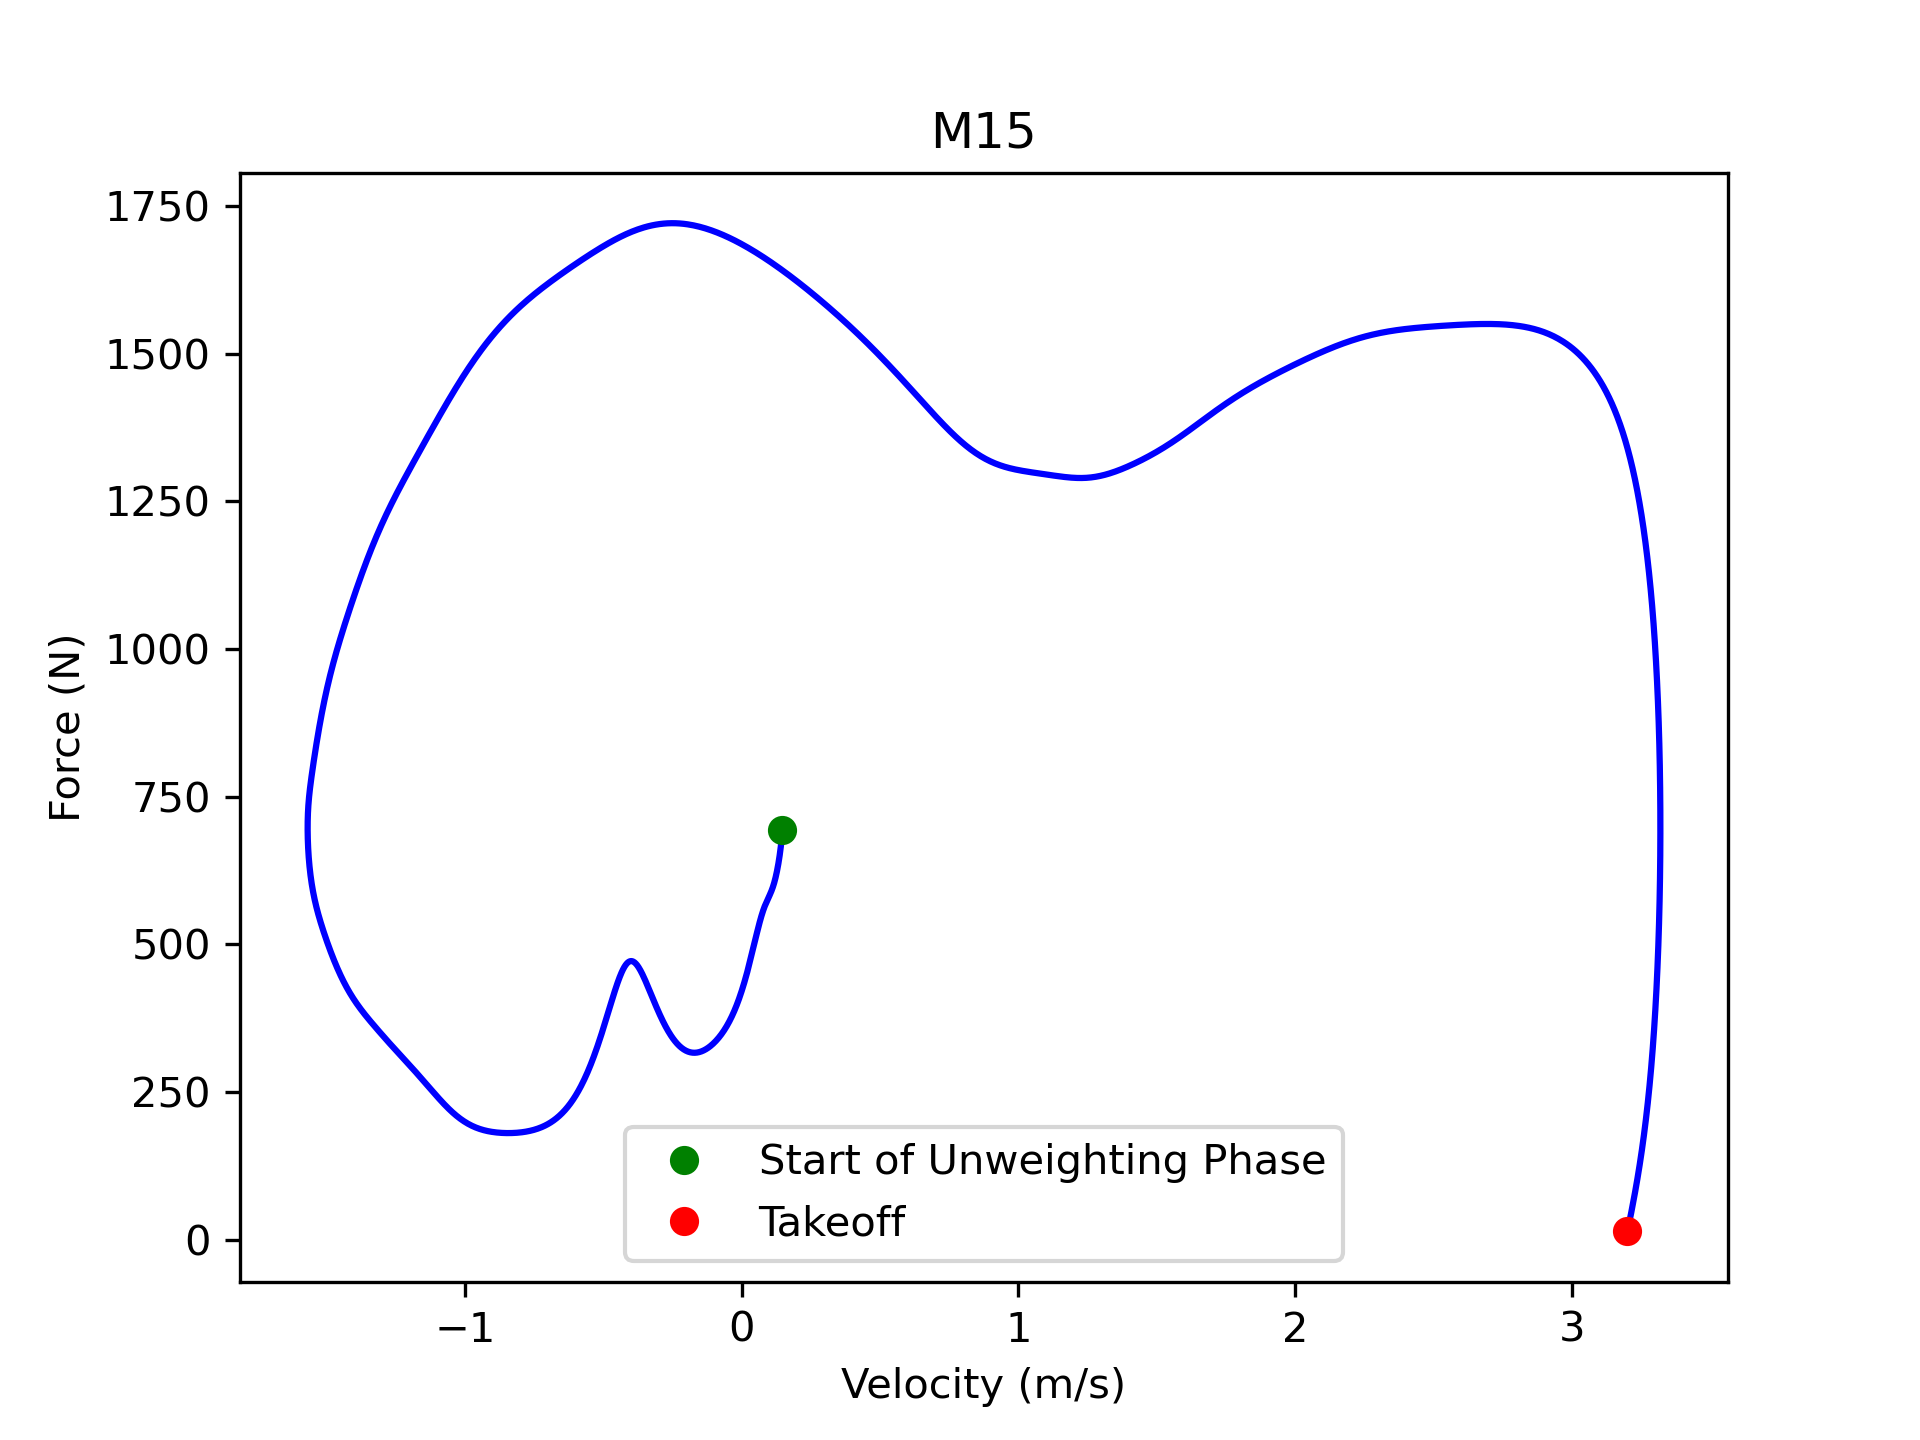 M15
1750
1500
1250
1000
750
500
250
0
Force (N)
Start of Unweighting Phase
Takeoff
−1 0 1 2 3
Velocity (m/s)